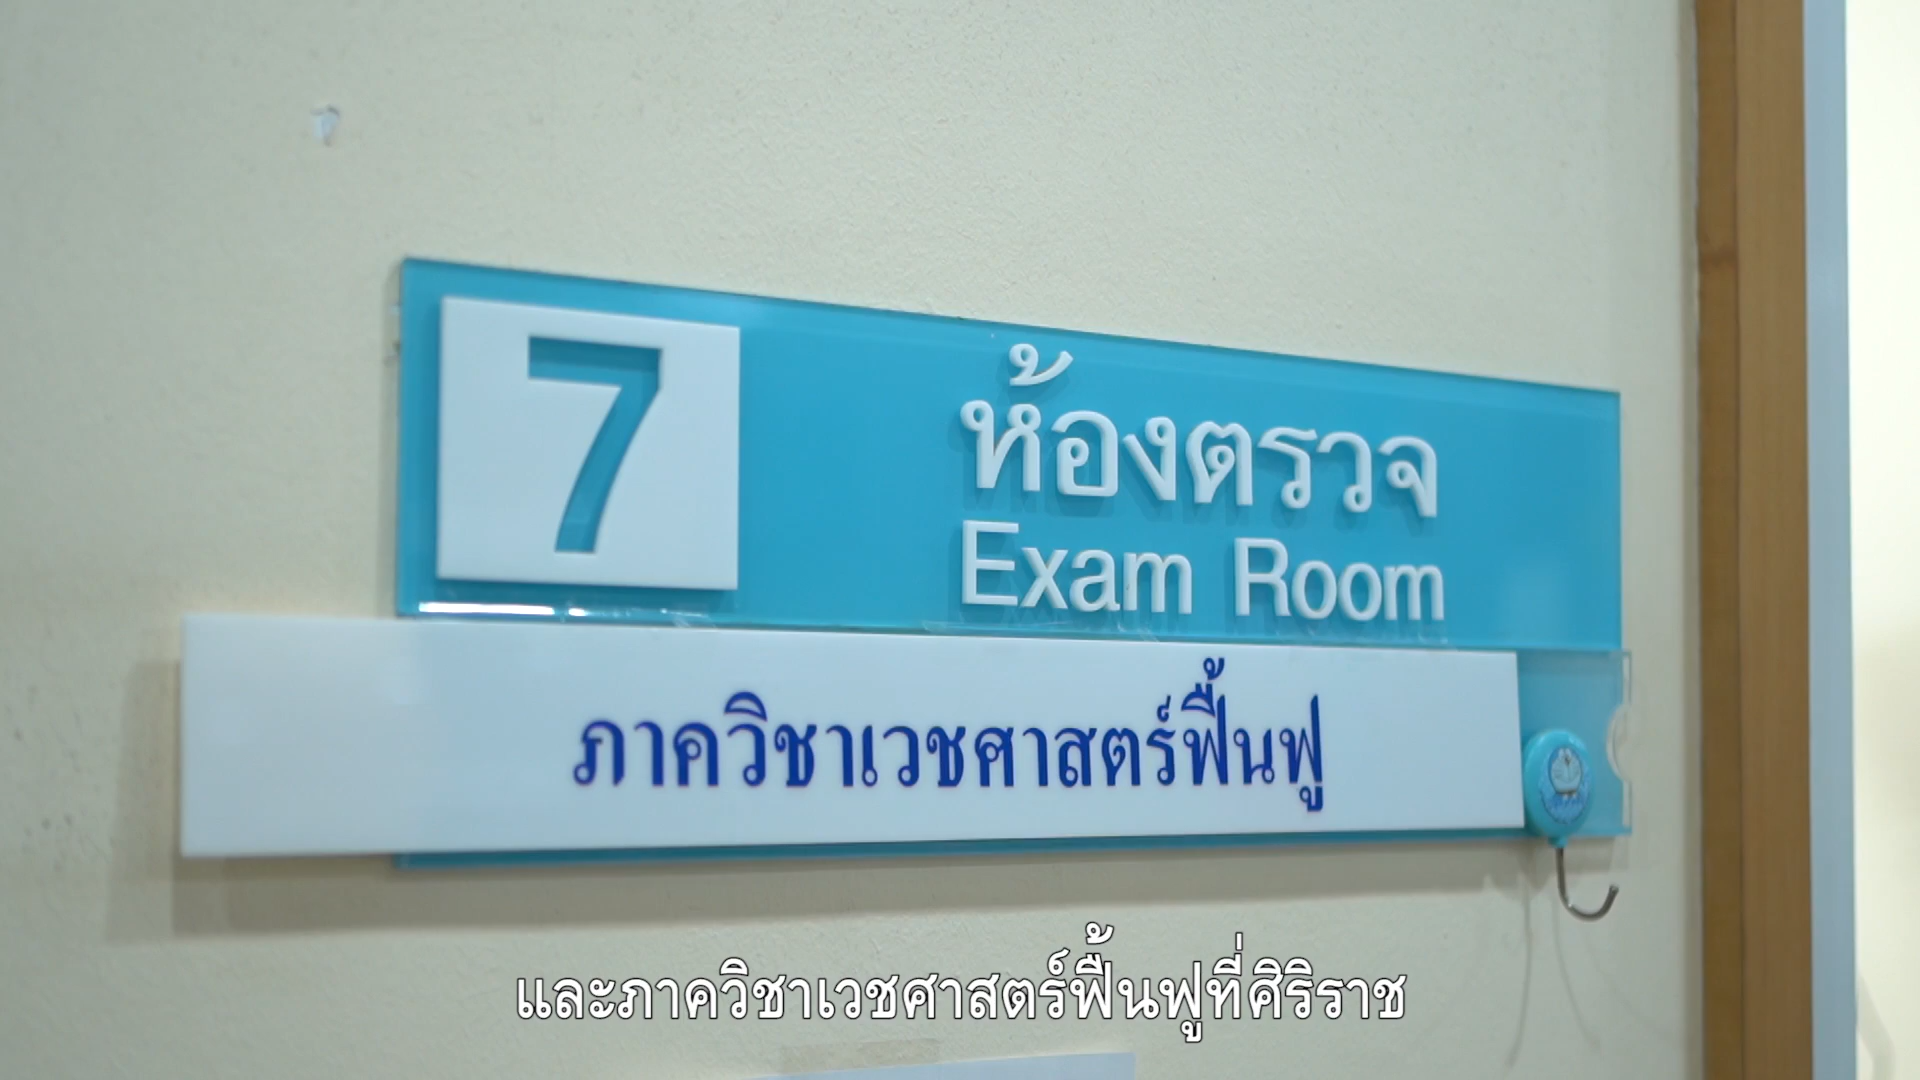 7
ห้องตรวจ
Exam Room
ภาควิชาเวชศาสตร์ฟื้นฟู
และภาควิชาเวชศาสตร์ฟื้นฟูที่ศิริราช